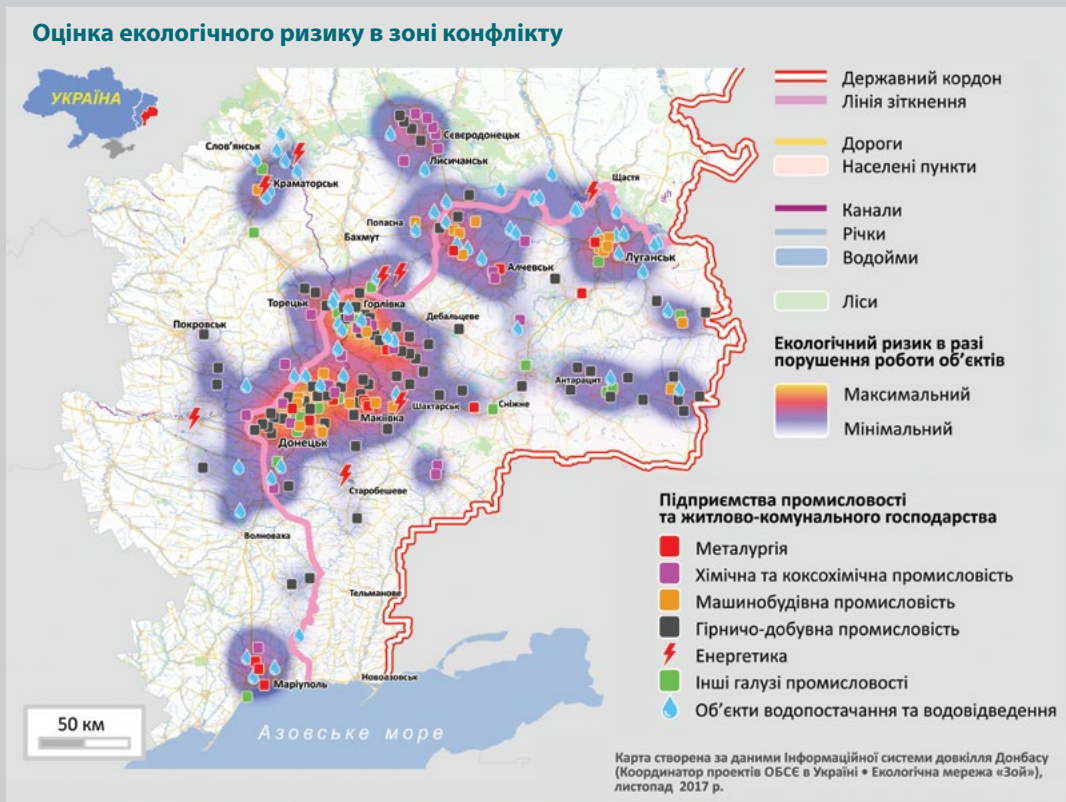 Оцінка екологічного ризику в зоні конфлікту
УКРАЇНА
Слов'янськ
Краматорськ
Сєвєродонецьк
Лисичанськ
Щастя
Попасна
Бахмут
Луганськ
Алчевськ
Торецьк
Горлівка
Дебальцеве
Покровськ
Антрацит
Шахтарськ
Сніжне
Макіївка
Донецьк
Старобешеве
Волноваха
Тельманове
Маріуполь
Новоазовськ
Азовське море
50 км
Державний кордон
Лінія зіткнення
Дороги
Населені пункти
Канали
Річки
Водойми
Ліси
Екологічний ризик в разі
порушення роботи об'єктів
Максимальний
Мінімальний
Підприємства промисловості
та житлово-комунального господарства
Металургія
Хімічна та коксохімічна промисловість
Машинобудівна промисловість
Гірничо-добувна промисловість
Енергетика
Інші галузі промисловості
Об'єкти водопостачання та водовідведення
Карта створена за даними Інформаційної системи довкілля Донбасу
(Координатор проектів ОБСЄ в Україні • Екологічна мережа «Зой»),
листопад 2017 р.